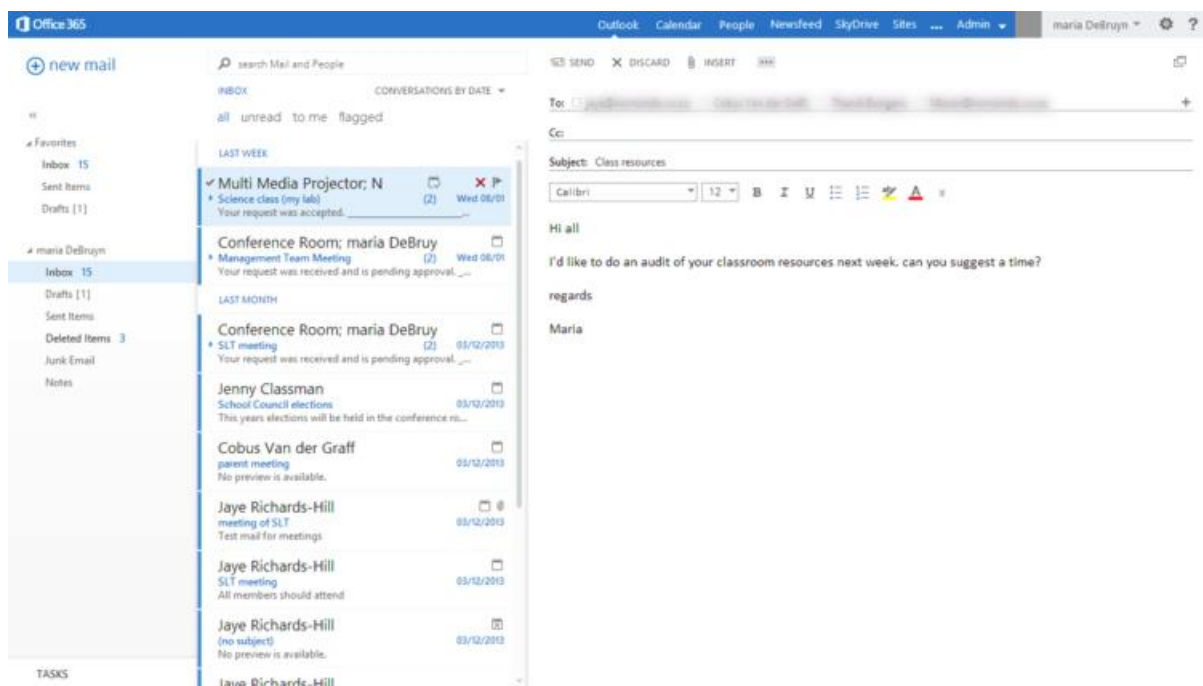 Office 365
Outlook Calendar People Newsfeed SkyDrive Sites ... Admin
maria DeBruyn
?
new mail
«
Favorites
Inbox 15
Sent Items
Drafts [1]
maria DeBruyn
Inbox 15
Drafts [1]
Sent Items
Deleted Items 3
Junk Email
Notes
TASKS
search Mail and People
INBOX CONVERSATIONS BY DATE
all unread to me flagged
LAST WEEK
Multi Media Projector; N
Science class (my lab) (2) Wed 08/01
Your request was accepted. ____________________...
Conference Room; maria DeBruy
Management Team Meeting (2) Wed 08/01
Your request was received and is pending approval. _...
LAST MONTH
Conference Room; maria DeBruy
SLT meeting (2) 03/12/2013
Your request was received and is pending approval. _...
Jenny Classman
School Council elections 03/12/2013
This years elections will be held in the conference ro...
Cobus Van der Graff
parent meeting 03/12/2013
No preview is available.
Jaye Richards-Hill
meeting of SLT 03/12/2013
Test mail for meetings
Jaye Richards-Hill
SLT meeting 03/12/2013
All members should attend
Jaye Richards-Hill
(no subject) 03/12/2013
No preview is available.
Jaye Richards-Hill
SEND DISCARD INSERT
To:
Cc:
Subject: Class resources
Calibri 12 B I U A
Hi all
I'd like to do an audit of your classroom resources next week. can you suggest a time?
regards
Maria